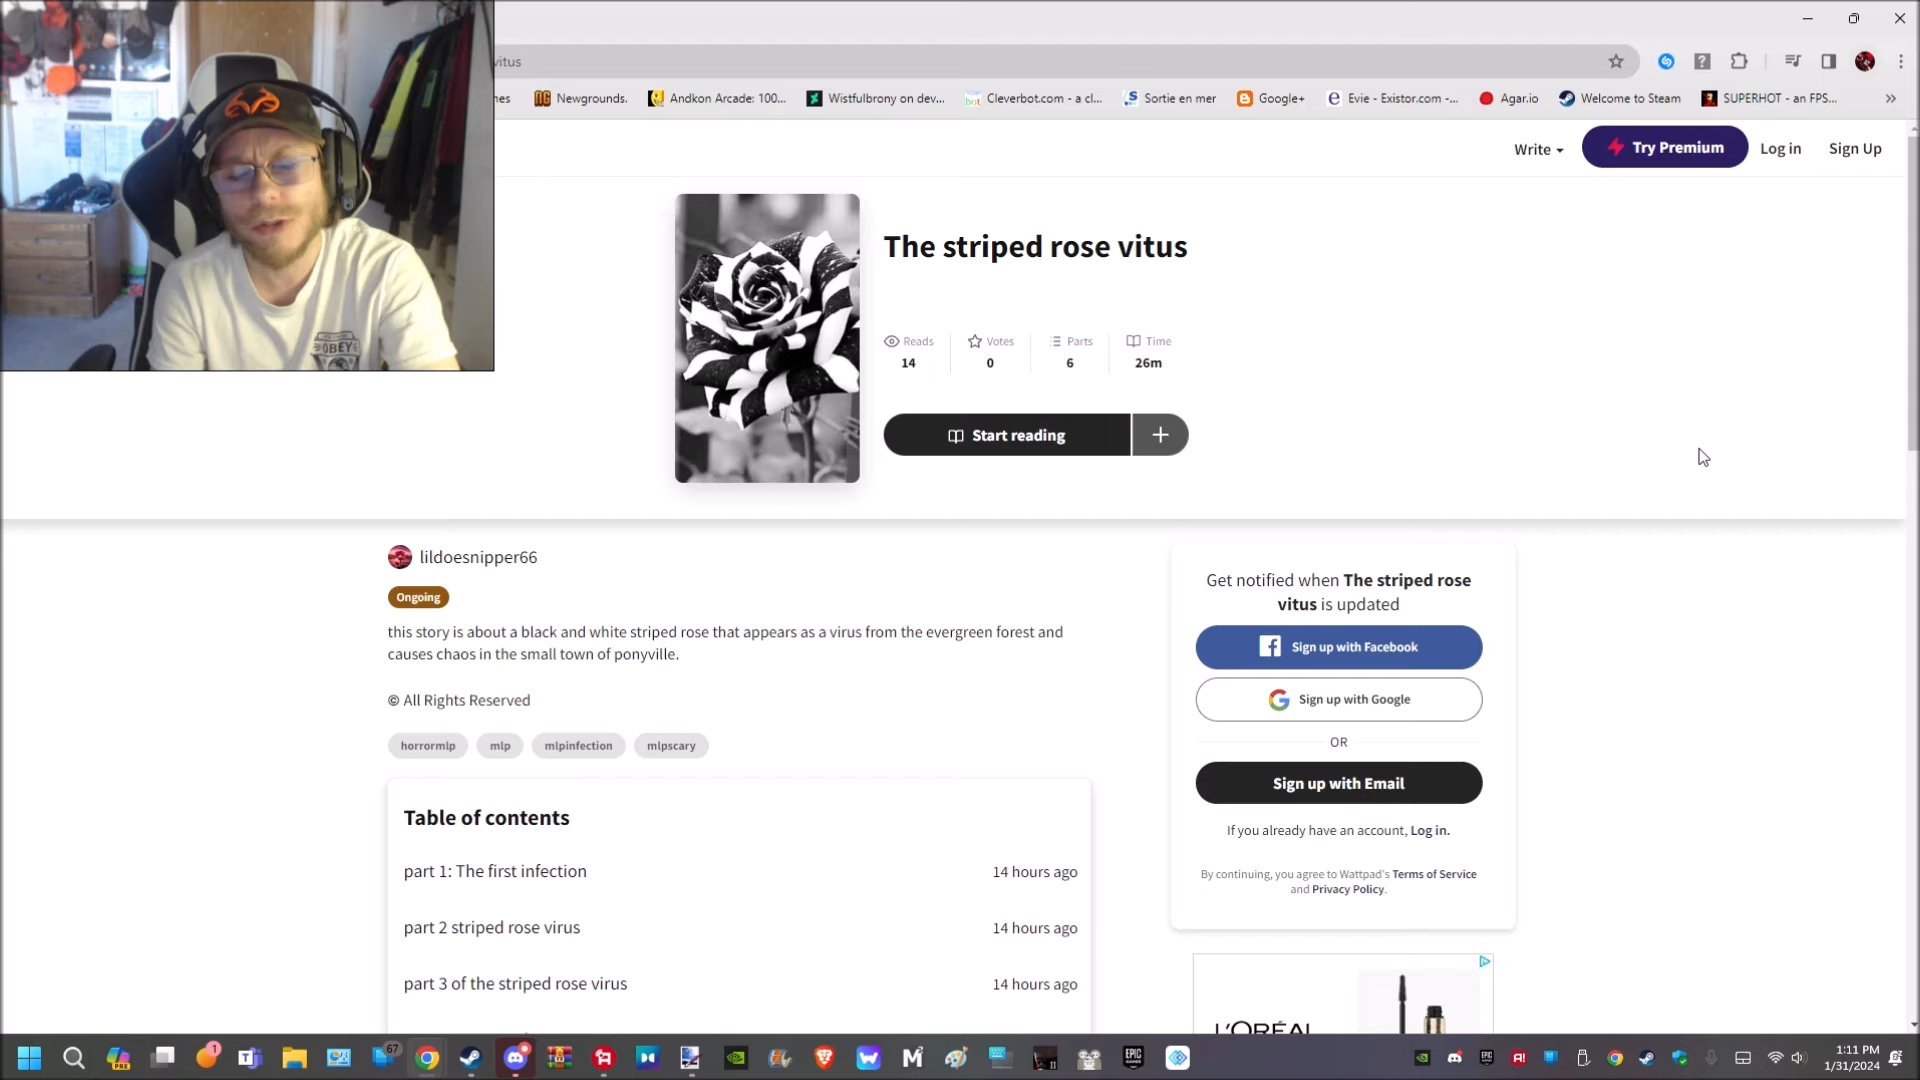 vitus
nes
Newgrounds.
Andkon Arcade: 100...
Wistfulbrony on dev...
Cleverbot.com - a cl...
Sortie en mer
Google+
Evie - Existor.com -...
Agar.io
Welcome to Steam
SUPERHOT - an FPS...
»
Write
Try Premium
Log in
Sign Up
The striped rose vitus
Reads
Votes
Parts
Time
14
0
6
26m
Start reading
+
OBEY
lildoesnipper66
Ongoing
this story is about a black and white striped rose that appears as a virus from the evergreen forest and
causes chaos in the small town of ponyville.
© All Rights Reserved
horrormlp
mlp
mlpinfection
mlpscary
Table of contents
part 1: The first infection
14 hours ago
part 2 striped rose virus
14 hours ago
part 3 of the striped rose virus
14 hours ago
Get notified when The striped rose
vitus is updated
Sign up with Facebook
Sign up with Google
OR
Sign up with Email
If you already have an account, Log in.
By continuing, you agree to Wattpad's Terms of Service
and Privacy Policy.
L'ORÉAL
PRE
1
67
EPIC
GAMES
1:11 PM
1/31/2024